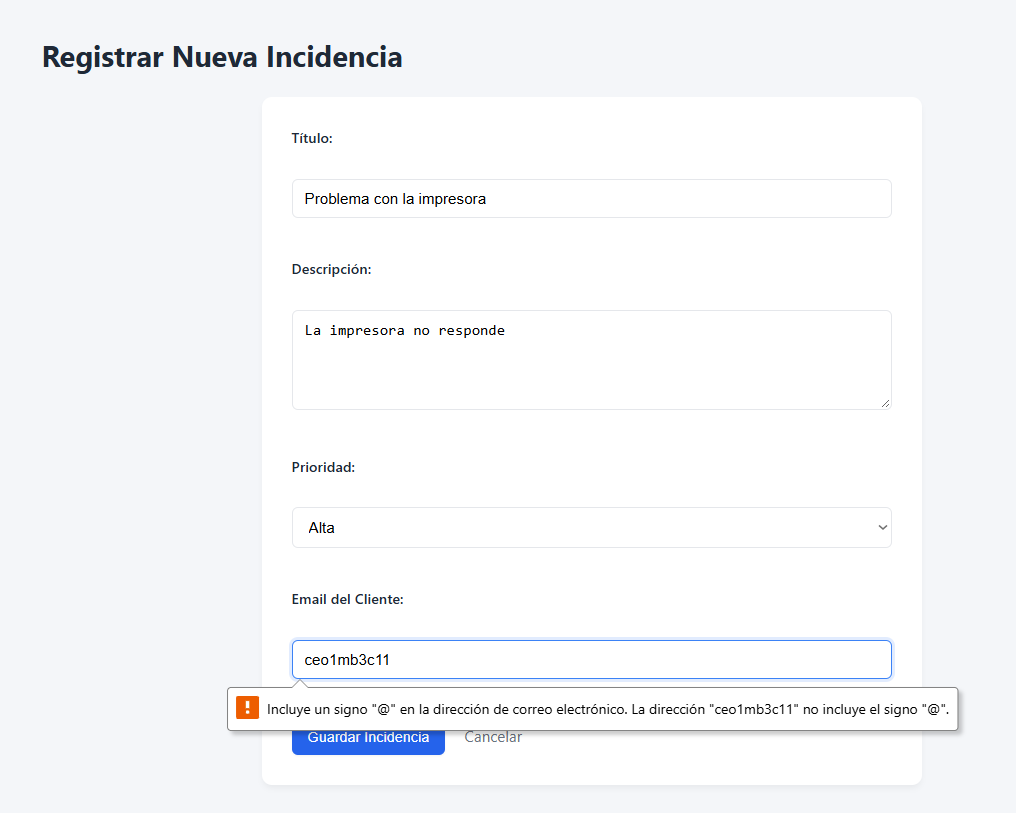 Registrar Nueva Incidencia
Título:
Problema con la impresora
Descripción:
La impresora no responde
Prioridad:
Alta
Email del Cliente:
ceo1mb3c11
Incluye un signo "@" en la dirección de correo electrónico. La dirección "ceo1mb3c11" no incluye el signo "@".
Guardar Incidencia
Cancelar